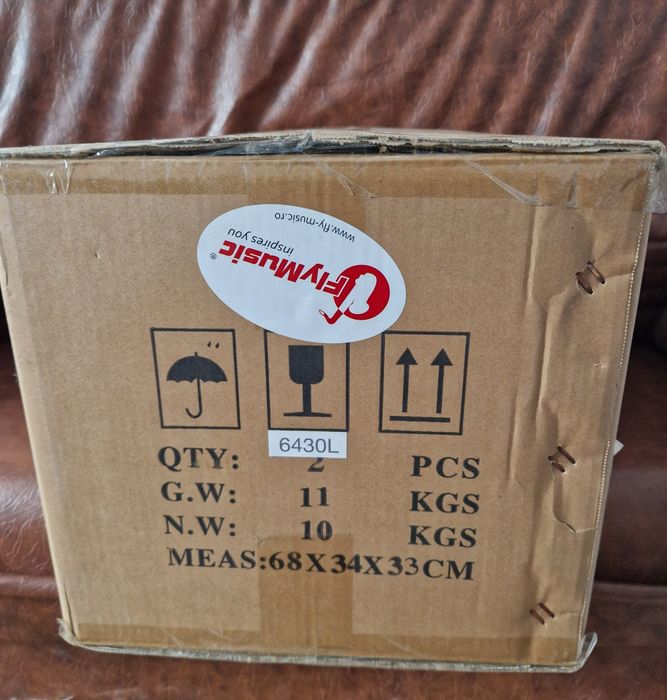 FlyMusic®
inspires you
www.fly-music.ro
6430L
QTY: 2 PCS
G.W: 11 KGS
N.W: 10 KGS
MEAS:68X34X33CM